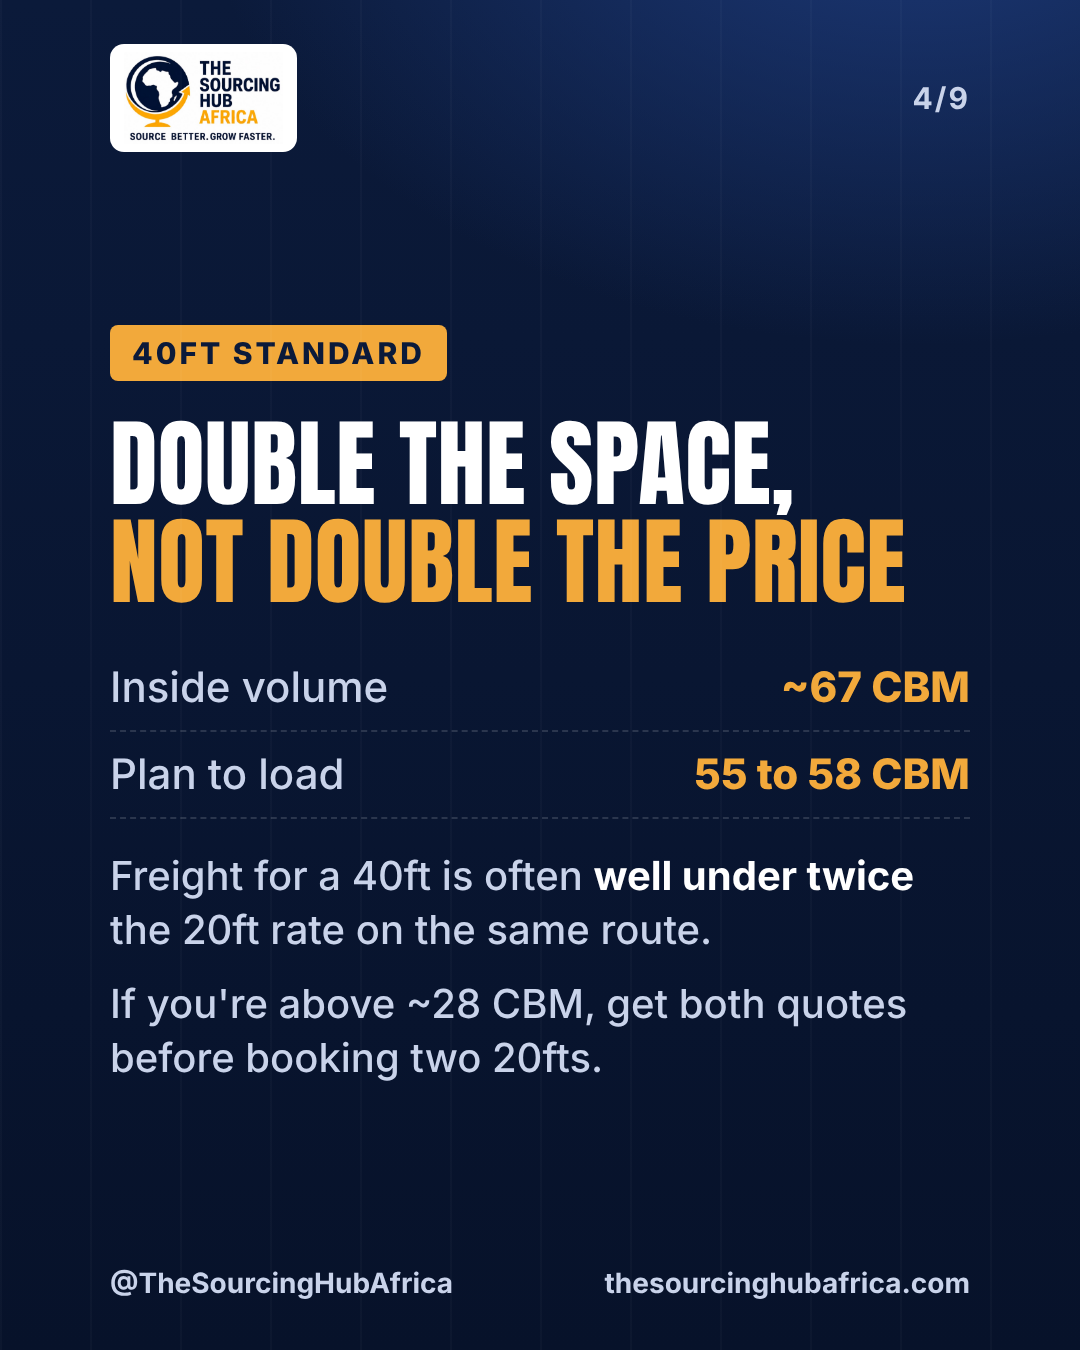 THE
SOURCING
HUB
AFRICA
SOURCE BETTER. GROW FASTER.
4/9
40FT STANDARD
DOUBLE THE SPACE,
NOT DOUBLE THE PRICE
Inside volume ~67 CBM
Plan to load 55 to 58 CBM
Freight for a 40ft is often well under twice
the 20ft rate on the same route.
If you're above ~28 CBM, get both quotes
before booking two 20fts.
@TheSourcingHubAfrica thesourcinghubafrica.com